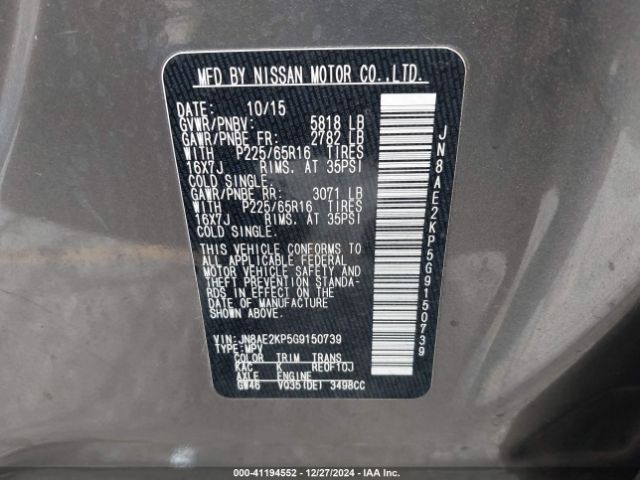 MFD BY NISSAN MOTOR CO.,LTD.
DATE: 10/15
GVWR/PNBV: 5818 LB
GAWR/PNBE FR: 2782 LB
WITH P225/65R16 TIRES
16X7J RIMS. AT 35PSI
COLD SINGLE.
GAWR/PNBE RR: 3071 LB
WITH P225/65R16 TIRES
16X7J RIMS. AT 35PSI
COLD SINGLE.
THIS VEHICLE CONFORMS TO
ALL APPLICABLE FEDERAL
MOTOR VEHICLE SAFETY AND
THEFT PREVENTION STANDA-
RDS IN EFFECT ON THE
DATE OF MANUFACTURE
SHOWN ABOVE.
VIN:JN8AE2KP5G9150739
TYPE:MPV
COLOR TRIM TRANS
KAC K RE0F10J
AXLE ENGINE
GW46 VQ35(DE) 3498CC
JN8AE2KP5G9150739
000-41194552 | 12/27/2024 | IAA Inc.